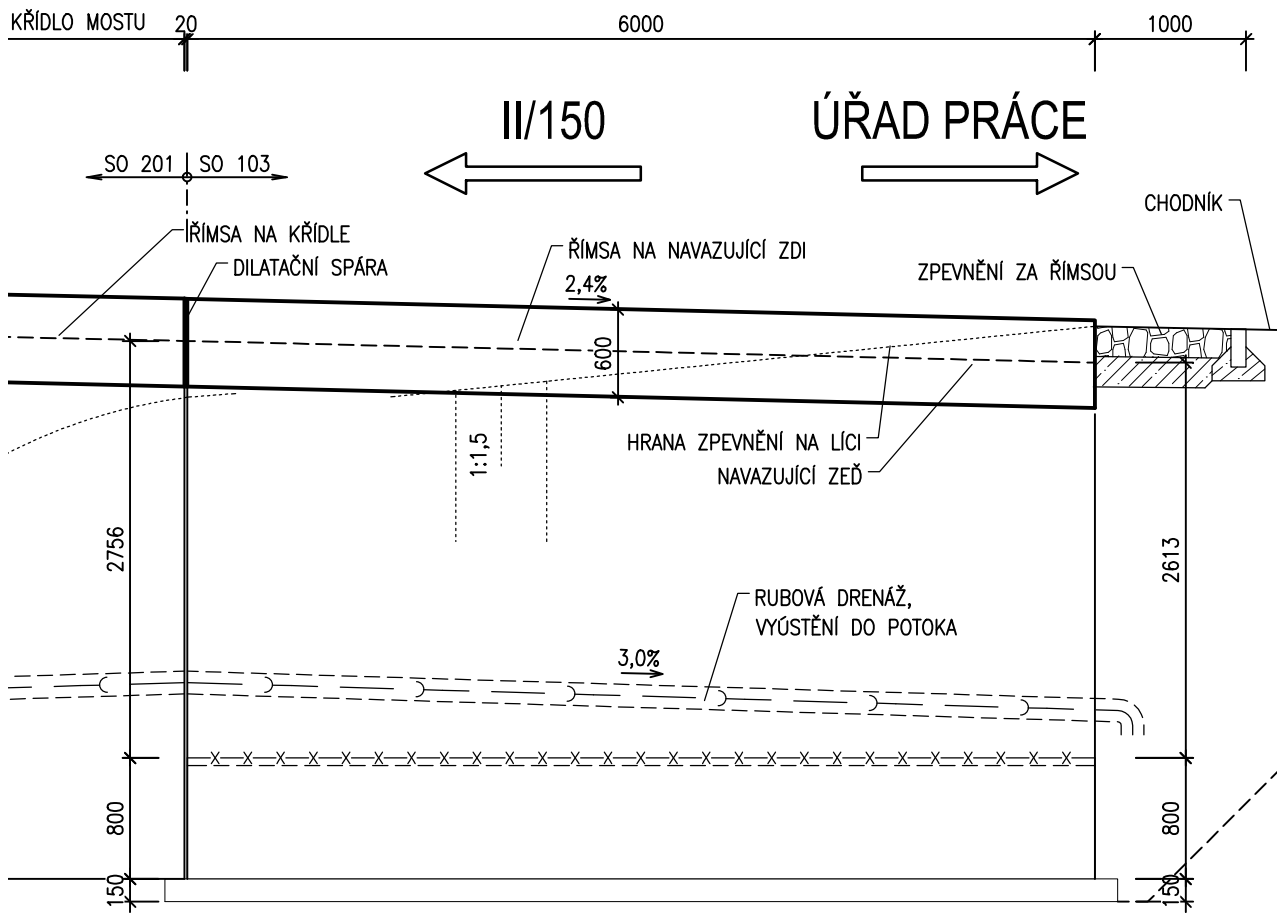 KŘÍDLO MOSTU 20 6000 1000
II/150 ÚŘAD PRÁCE
SO 201 SO 103
CHODNÍK
ŘÍMSA NA KŘÍDLE
ŘÍMSA NA NAVAZUJÍCÍ ZDI
DILATAČNÍ SPÁRA
ZPEVNĚNÍ ZA ŘÍMSOU
2,4%
600
HRANA ZPEVNĚNÍ NA LÍCI
1:1,5
NAVAZUJÍCÍ ZEĎ
2756
2613
RUBOVÁ DRENÁŽ,
VYÚSTĚNÍ DO POTOKA
3,0%
800
800
150
150